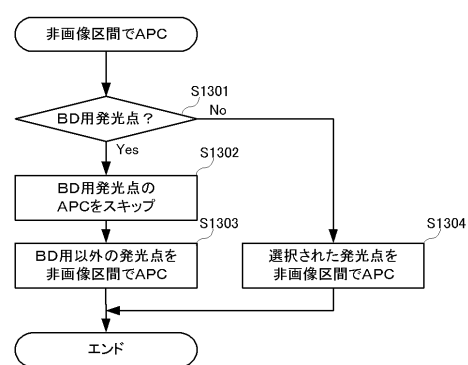 非画像区間でAPC
S1301
BD用発光点？
No
Yes
S1302
BD用発光点の
APCをスキップ
S1303
BD用以外の発光点を
非画像区間でAPC
S1304
選択された発光点を
非画像区間でAPC
エンド